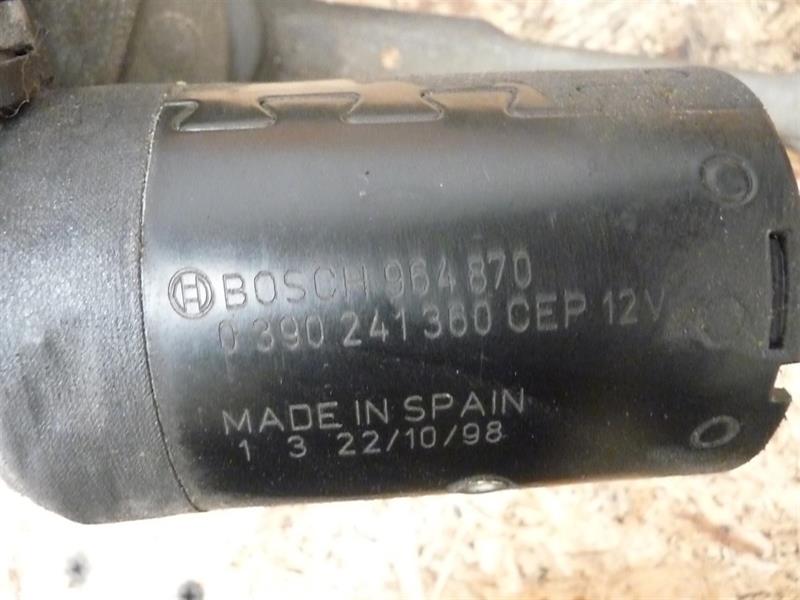 BOSCH 964 870
0 390 241 360 CEP 12V
MADE IN SPAIN
1 3 22/10/98